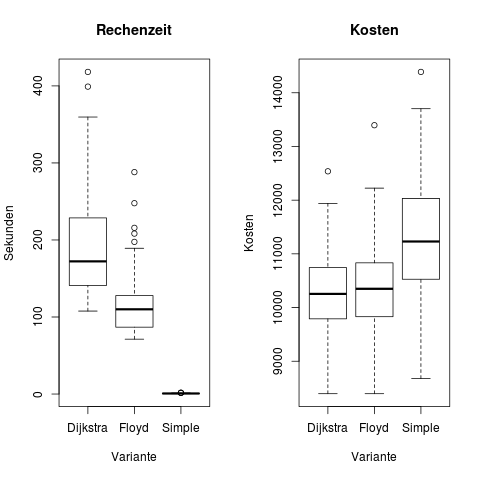 Rechenzeit
Sekunden
0 100 200 300 400
Dijkstra Floyd Simple
Variante
Kosten
Kosten
9000 10000 11000 12000 13000 14000
Dijkstra Floyd Simple
Variante